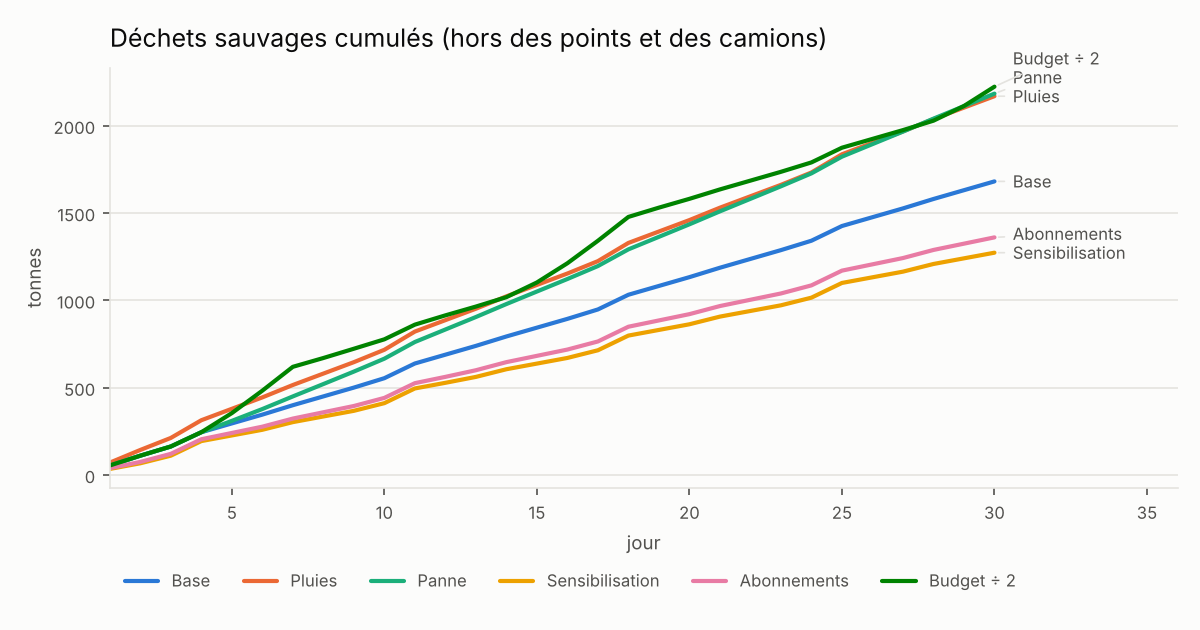 Déchets sauvages cumulés (hors des points et des camions)
Budget ÷ 2
Panne
Pluies
2000
1500
1000
500
0
tonnes
Base
Abonnements
Sensibilisation
5 10 15 20 25 30 35
jour
Base Pluies Panne Sensibilisation Abonnements Budget ÷ 2